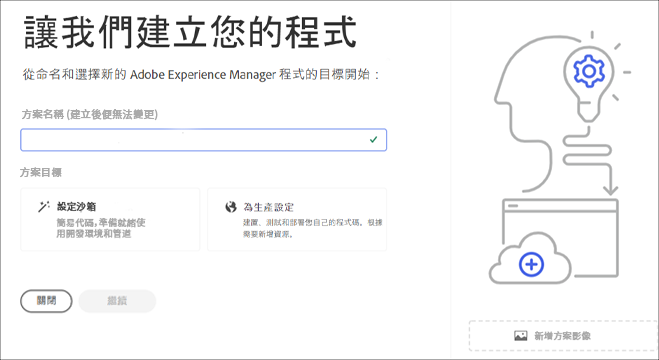 讓我們建立您的程式
從命名和選擇新的 Adobe Experience Manager 程式的目標開始：
方案名稱 (建立後便無法變更)
方案目標
設定沙箱
簡易代碼，準備就緒使
用開發環境和管道
為生產設定
建置、測試和部署您自己的程式碼。根據
需要新增資源。
關閉
繼續
新增方案影像